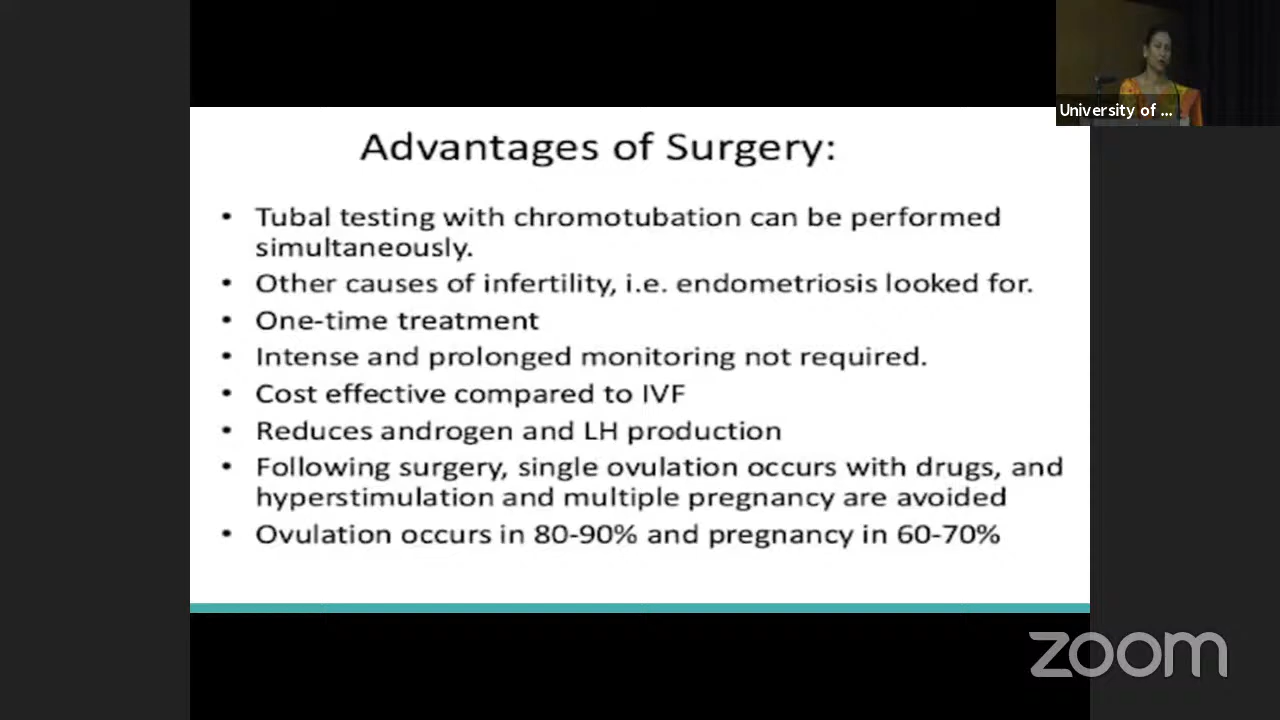 University of ...
Advantages of Surgery:
• Tubal testing with chromotubation can be performed
simultaneously.
• Other causes of infertility, i.e. endometriosis looked for.
• One-time treatment
• Intense and prolonged monitoring not required.
• Cost effective compared to IVF
• Reduces androgen and LH production
• Following surgery, single ovulation occurs with drugs, and
hyperstimulation and multiple pregnancy are avoided
• Ovulation occurs in 80-90% and pregnancy in 60-70%
zoom